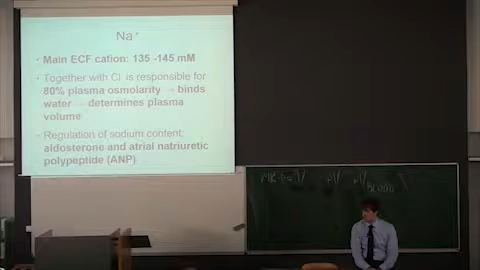 Na+
• Main ECF cation: 135 -145 mM
• Together with Cl- is responsible for
80% plasma osmolarity → binds
water → determines plasma
volume
• Regulation of sodium content:
aldosterone and atrial natriuretic
polypeptide (ANP)